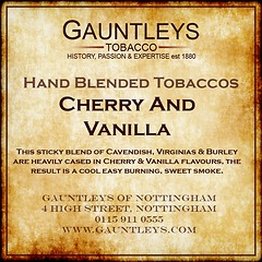 GAUNTLEYS
TOBACCO
HISTORY, PASSION & EXPERTISE est 1880
HAND BLENDED TOBACCOS
CHERRY AND
VANILLA
THIS STICKY BLEND OF CAVENDISH, VIRGINIAS & BURLEY
ARE HEAVILY CASED IN CHERRY & VANILLA FLAVOURS, THE
RESULT IS A COOL EASY BURNING, SWEET SMOKE.
GAUNTLEYS OF NOTTINGHAM
4 HIGH STREET, NOTTINGHAM
0115 911 0555
WWW.GAUNTLEYS.COM